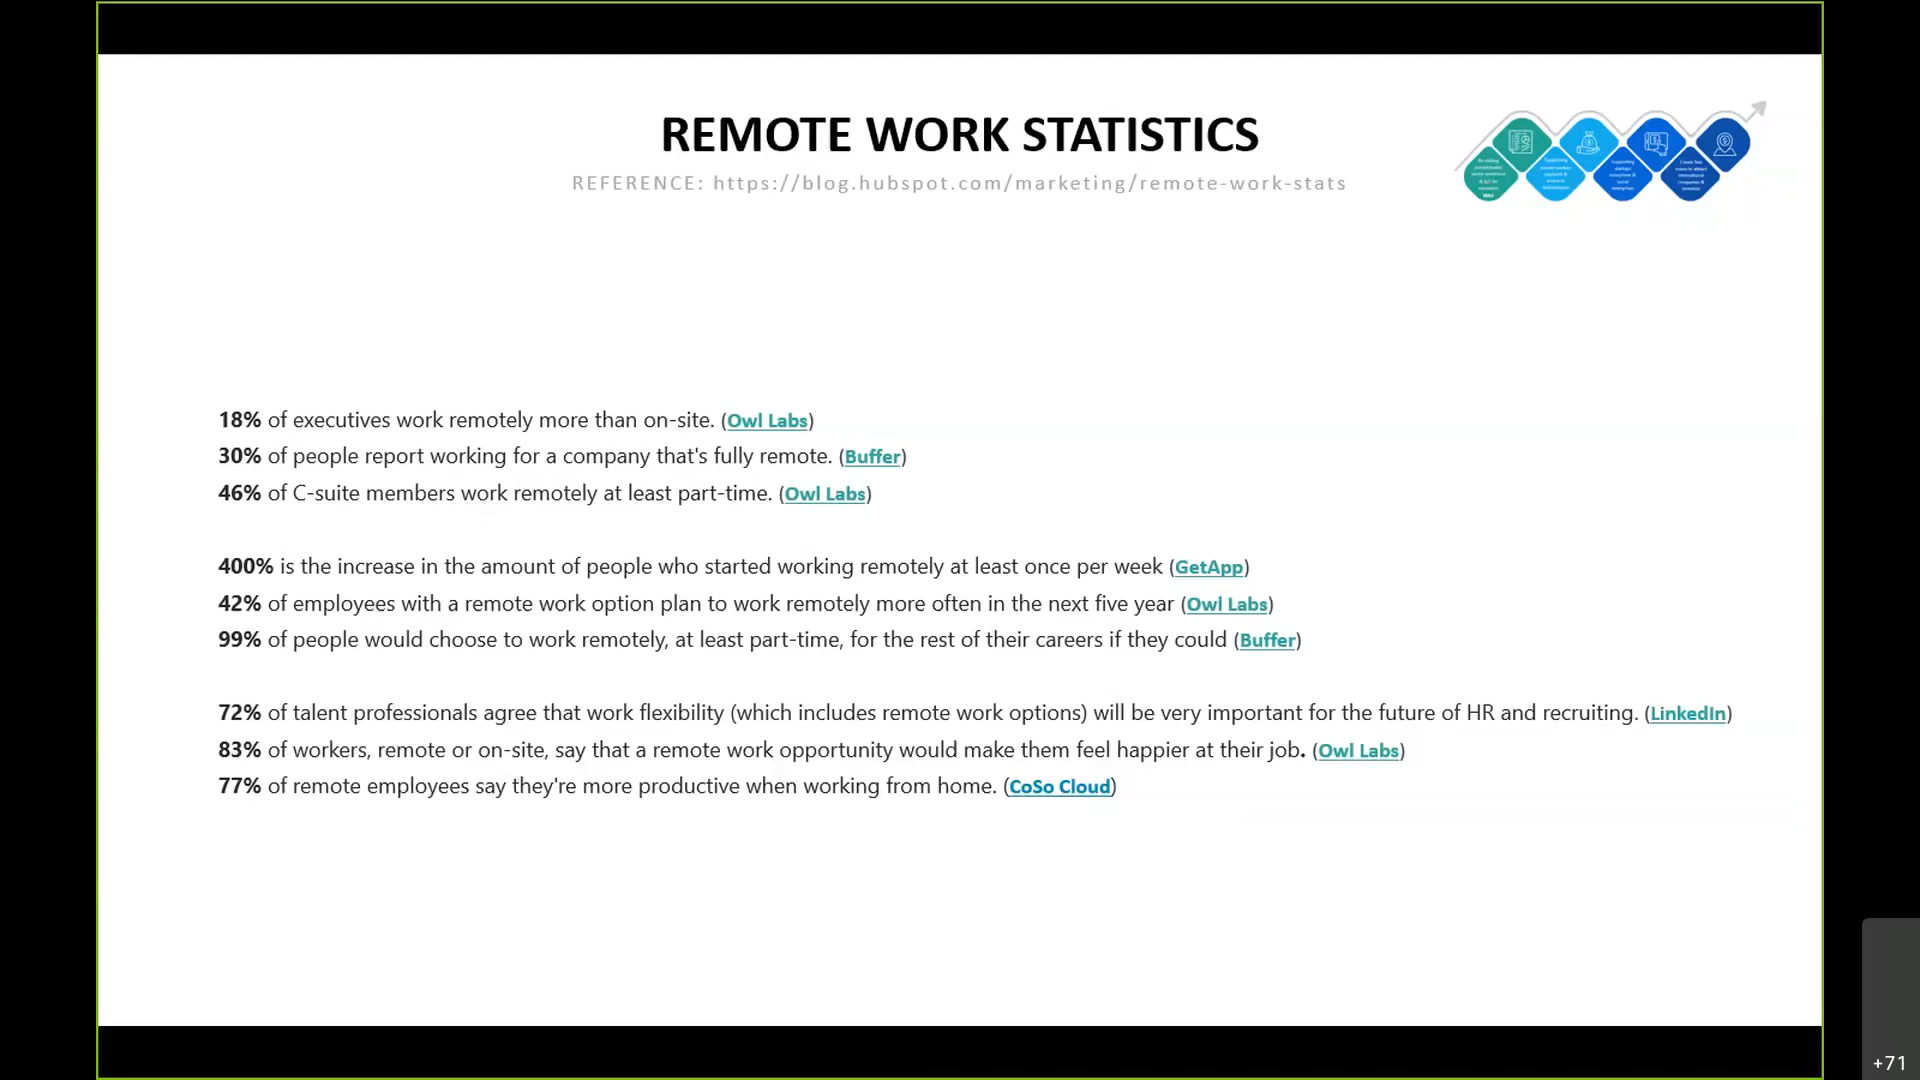 REMOTE WORK STATISTICS
REFERENCE: https://blog.hubspot.com/marketing/remote-work-stats
18% of executives work remotely more than on-site. (Owl Labs)
30% of people report working for a company that's fully remote. (Buffer)
46% of C-suite members work remotely at least part-time. (Owl Labs)
400% is the increase in the amount of people who started working remotely at least once per week (GetApp)
42% of employees with a remote work option plan to work remotely more often in the next five year (Owl Labs)
99% of people would choose to work remotely, at least part-time, for the rest of their careers if they could (Buffer)
72% of talent professionals agree that work flexibility (which includes remote work options) will be very important for the future of HR and recruiting. (LinkedIn)
83% of workers, remote or on-site, say that a remote work opportunity would make them feel happier at their job. (Owl Labs)
77% of remote employees say they're more productive when working from home. (CoSo Cloud)
+71